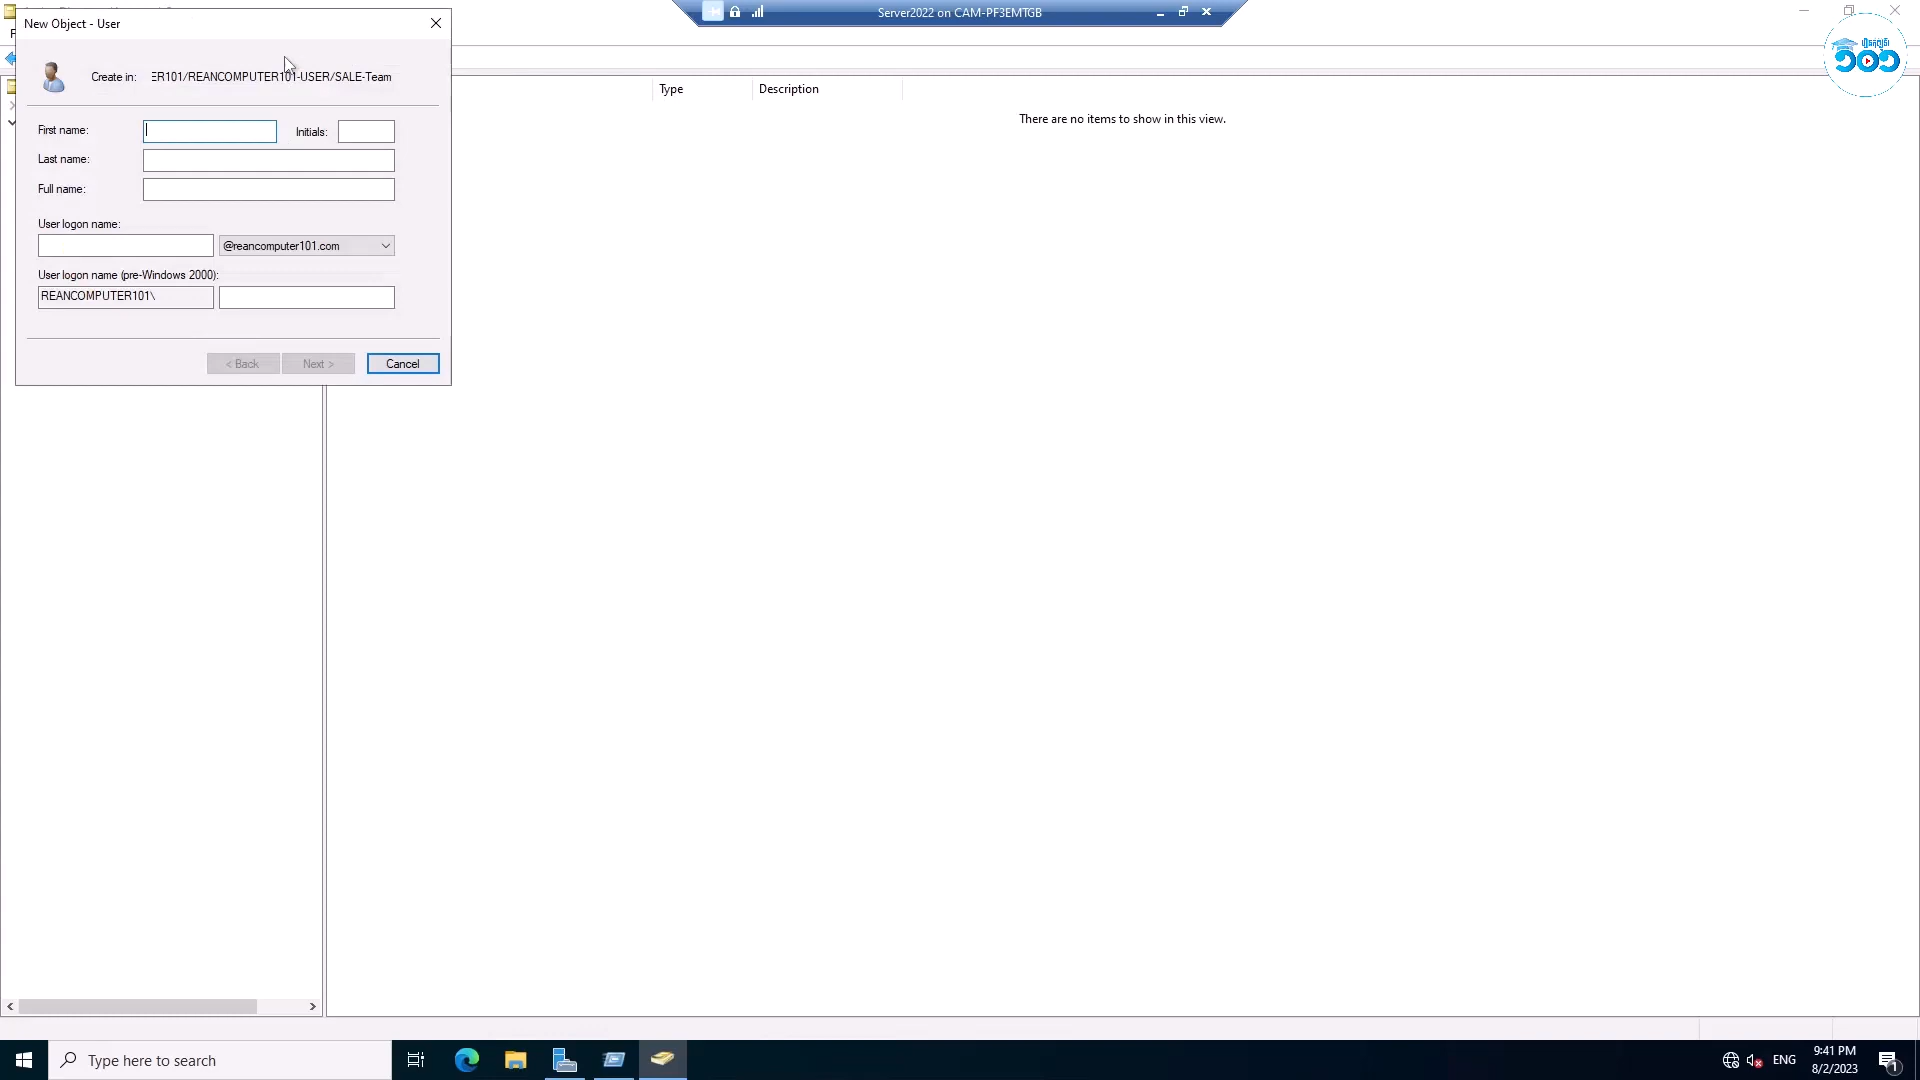 New Object - User
Server2022 on CAM-PF3EMTGB
Create in: ER101/REANCOMPUTER101-USER/SALE-Team
Type Description
There are no items to show in this view.
First name: Initials:
Last name:
Full name:
User logon name:
@reancomputer101.com
User logon name (pre-Windows 2000):
REANCOMPUTER101\
< Back Next > Cancel
Type here to search
ENG
9:41 PM
8/2/2023
1